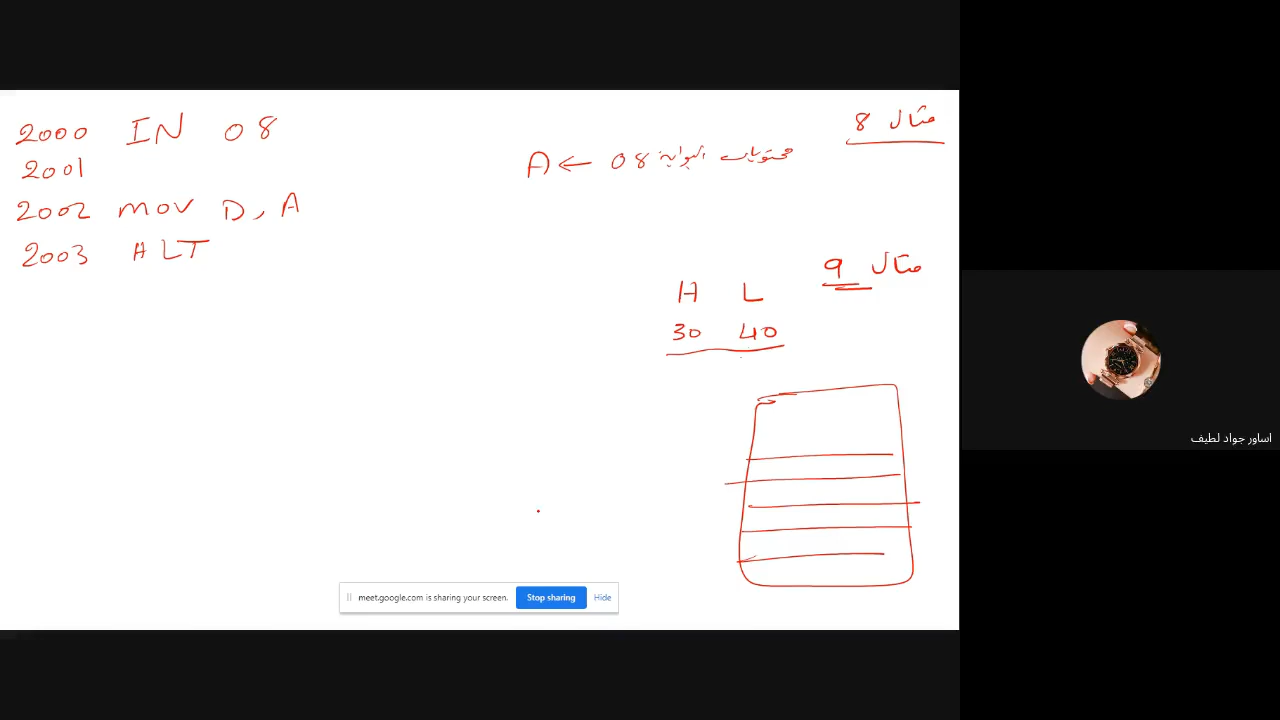 مثال 8
2000 IN 08
2001
A ← 08 محتويات البوابة
2002 MOV D, A
2003 HLT
مثال 9
H L
30 40
meet.google.com is sharing your screen.
Stop sharing
Hide
اساور جواد لطيف